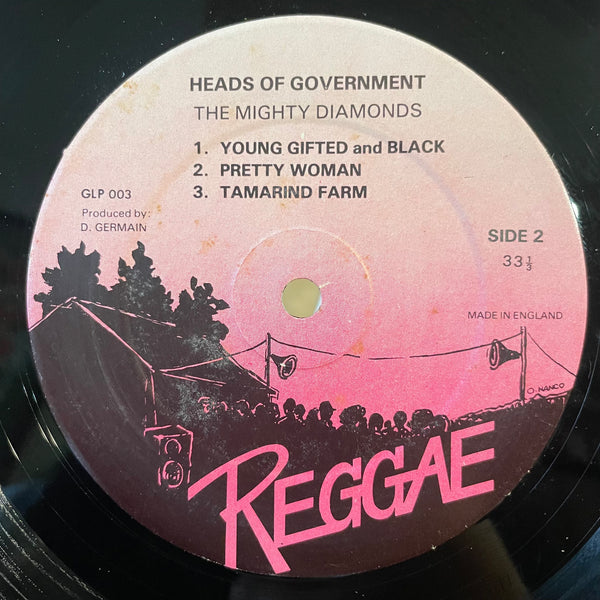 HEADS OF GOVERNMENT
THE MIGHTY DIAMONDS
1. YOUNG GIFTED and BLACK
2. PRETTY WOMAN
3. TAMARIND FARM
GLP 003
Produced by:
D. GERMAIN
SIDE 2
33⅓
MADE IN ENGLAND
O. NANCO
REGGAE